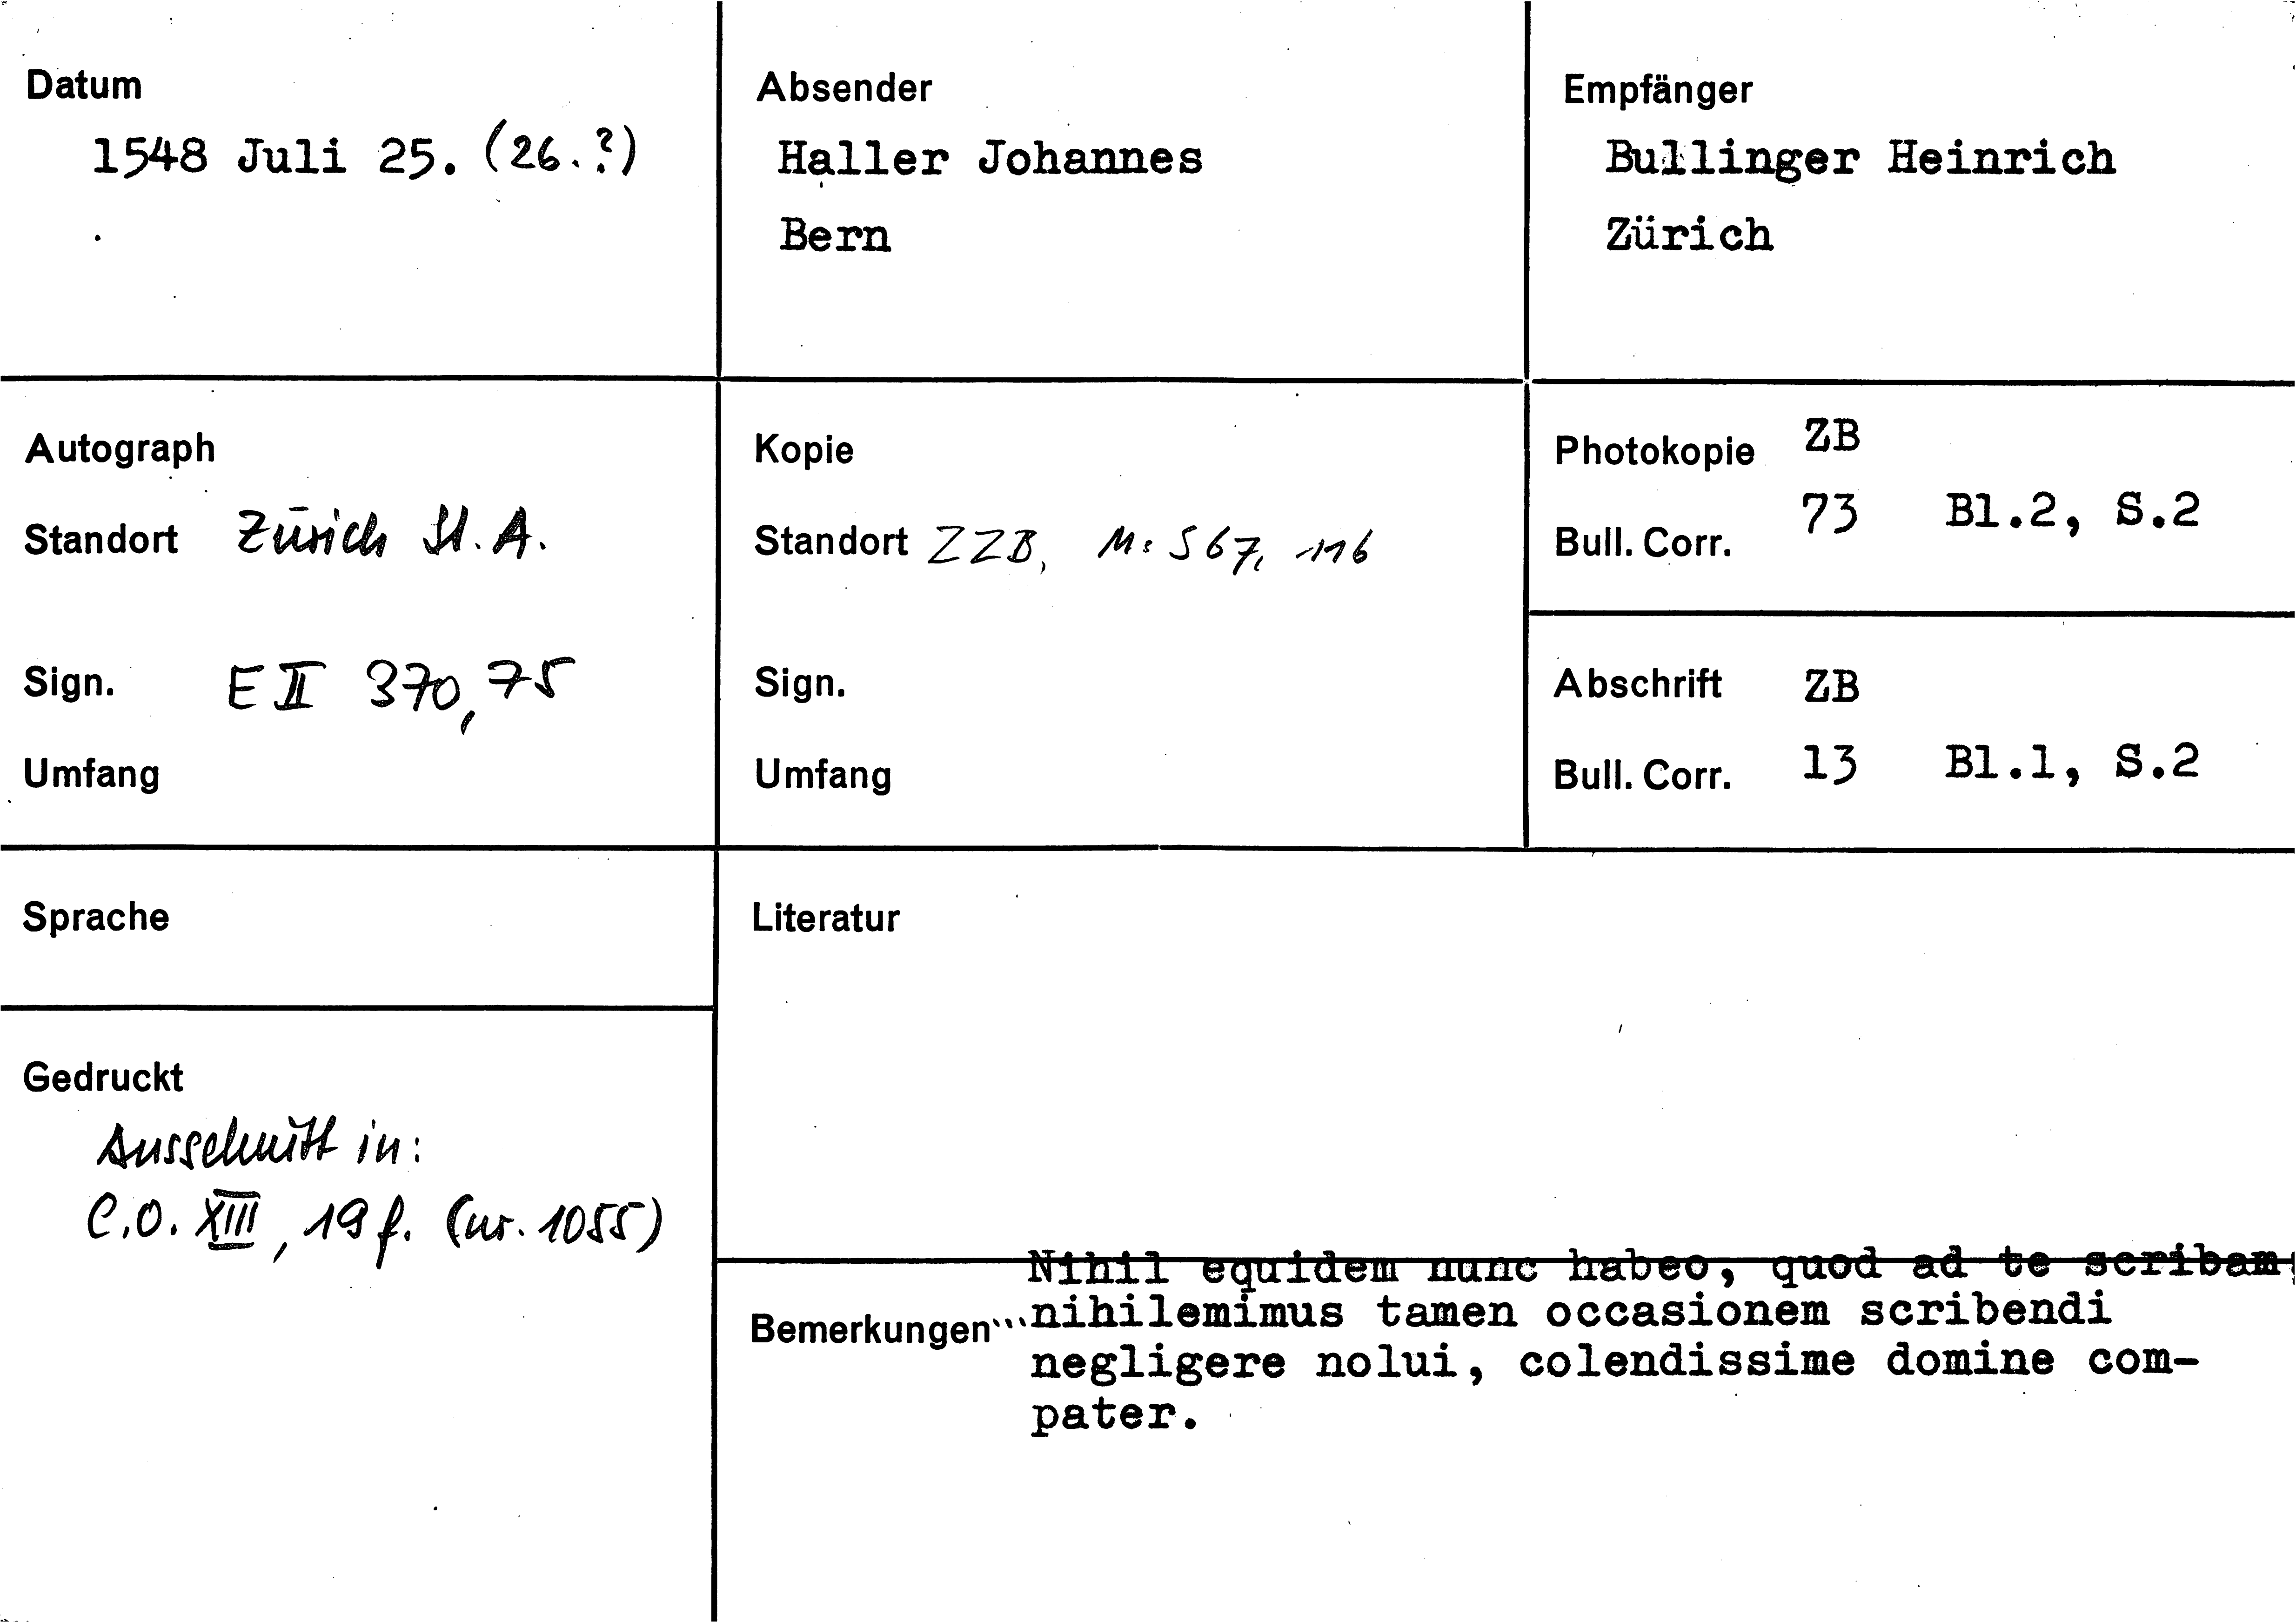 Datum
1548 Juli 25. (26.?)
Absender
Haller Johannes
Bern
Empfänger
Bullinger Heinrich
Zürich
Autograph
Standort Zürich St. A.
Sign. E II 370, 75
Umfang
Kopie
Standort ZZB, Ms S 67, 116
Sign.
Umfang
Photokopie ZB
Bull. Corr. 73 Bl.2, S.2
Abschrift ZB
Bull. Corr. 13 Bl.1, S.2
Sprache
Literatur
Gedruckt
Ausschnitt in:
C.O. XIII, 19 f. (nr. 1055)
Bemerkungen
Nihil equidem nunc habeo, quod ad te scribam,
nihilemimus tamen occasionem scribendi
negligere nolui, colendissime domine com-
pater.